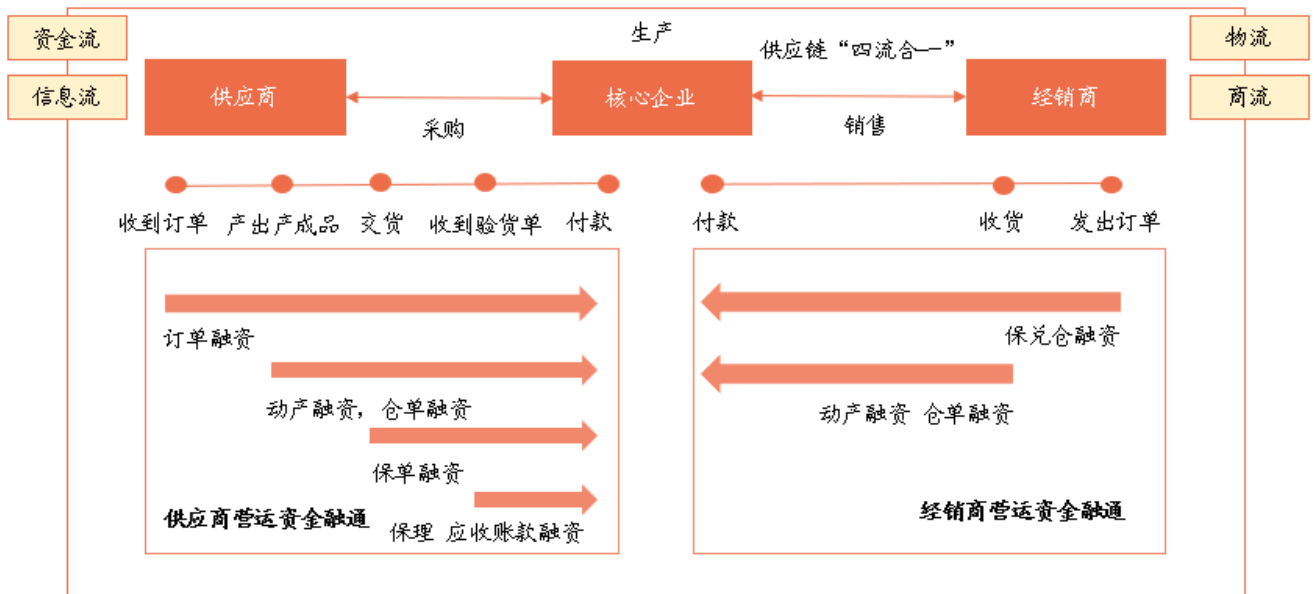 资金流
信息流
生产
供应链“四流合一”
物流
商流
供应商
核心企业
经销商
采购
销售
收到订单 产出产成品 交货 收到验货单 付款
付款 收货 发出订单
订单融资
动产融资，仓单融资
保单融资
保理 应收账款融资
供应商营运资金融通
保兑仓融资
动产融资 仓单融资
经销商营运资金融通